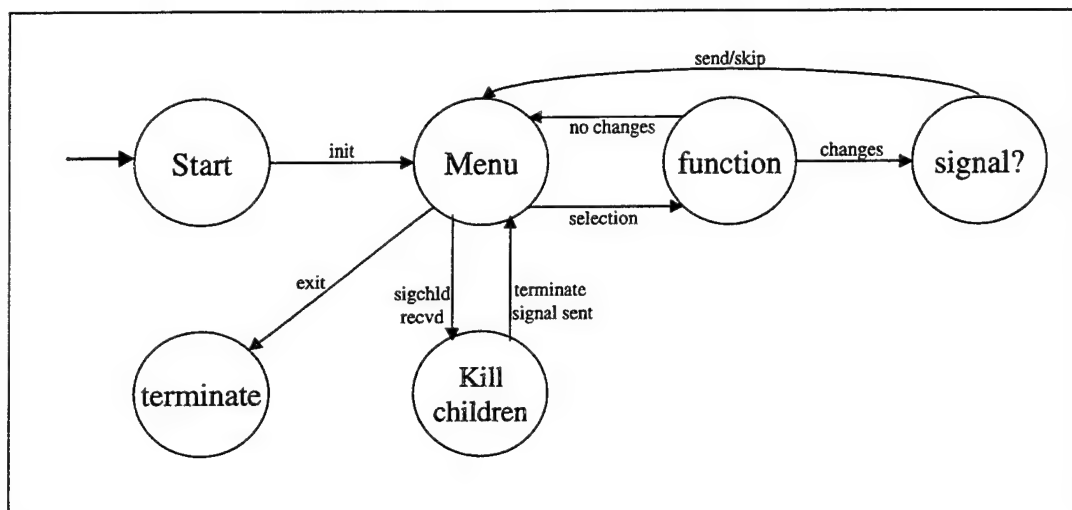 send/skip
no changes
Start
init
Menu
function
changes
signal?
selection
exit
sigchld
recvd
terminate
signal sent
terminate
Kill
children